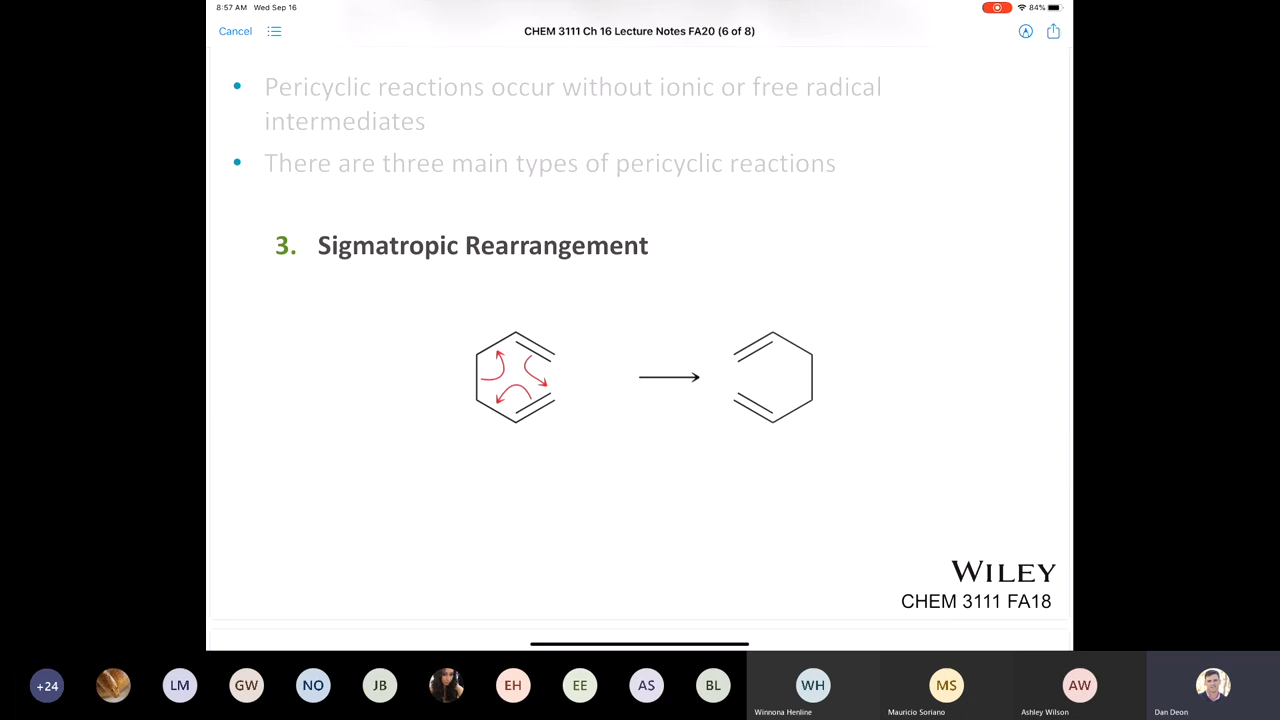 8:57 AM Wed Sep 16
84%
Cancel
CHEM 3111 Ch 16 Lecture Notes FA20 (6 of 8)
• Pericyclic reactions occur without ionic or free radical
intermediates
• There are three main types of pericyclic reactions
3. Sigmatropic Rearrangement
WILEY
CHEM 3111 FA18
+24
LM
GW
NO
JB
EH
EE
AS
BL
WH
MS
AW
Winnona Henline
Mauricio Soriano
Ashley Wilson
Dan Deon